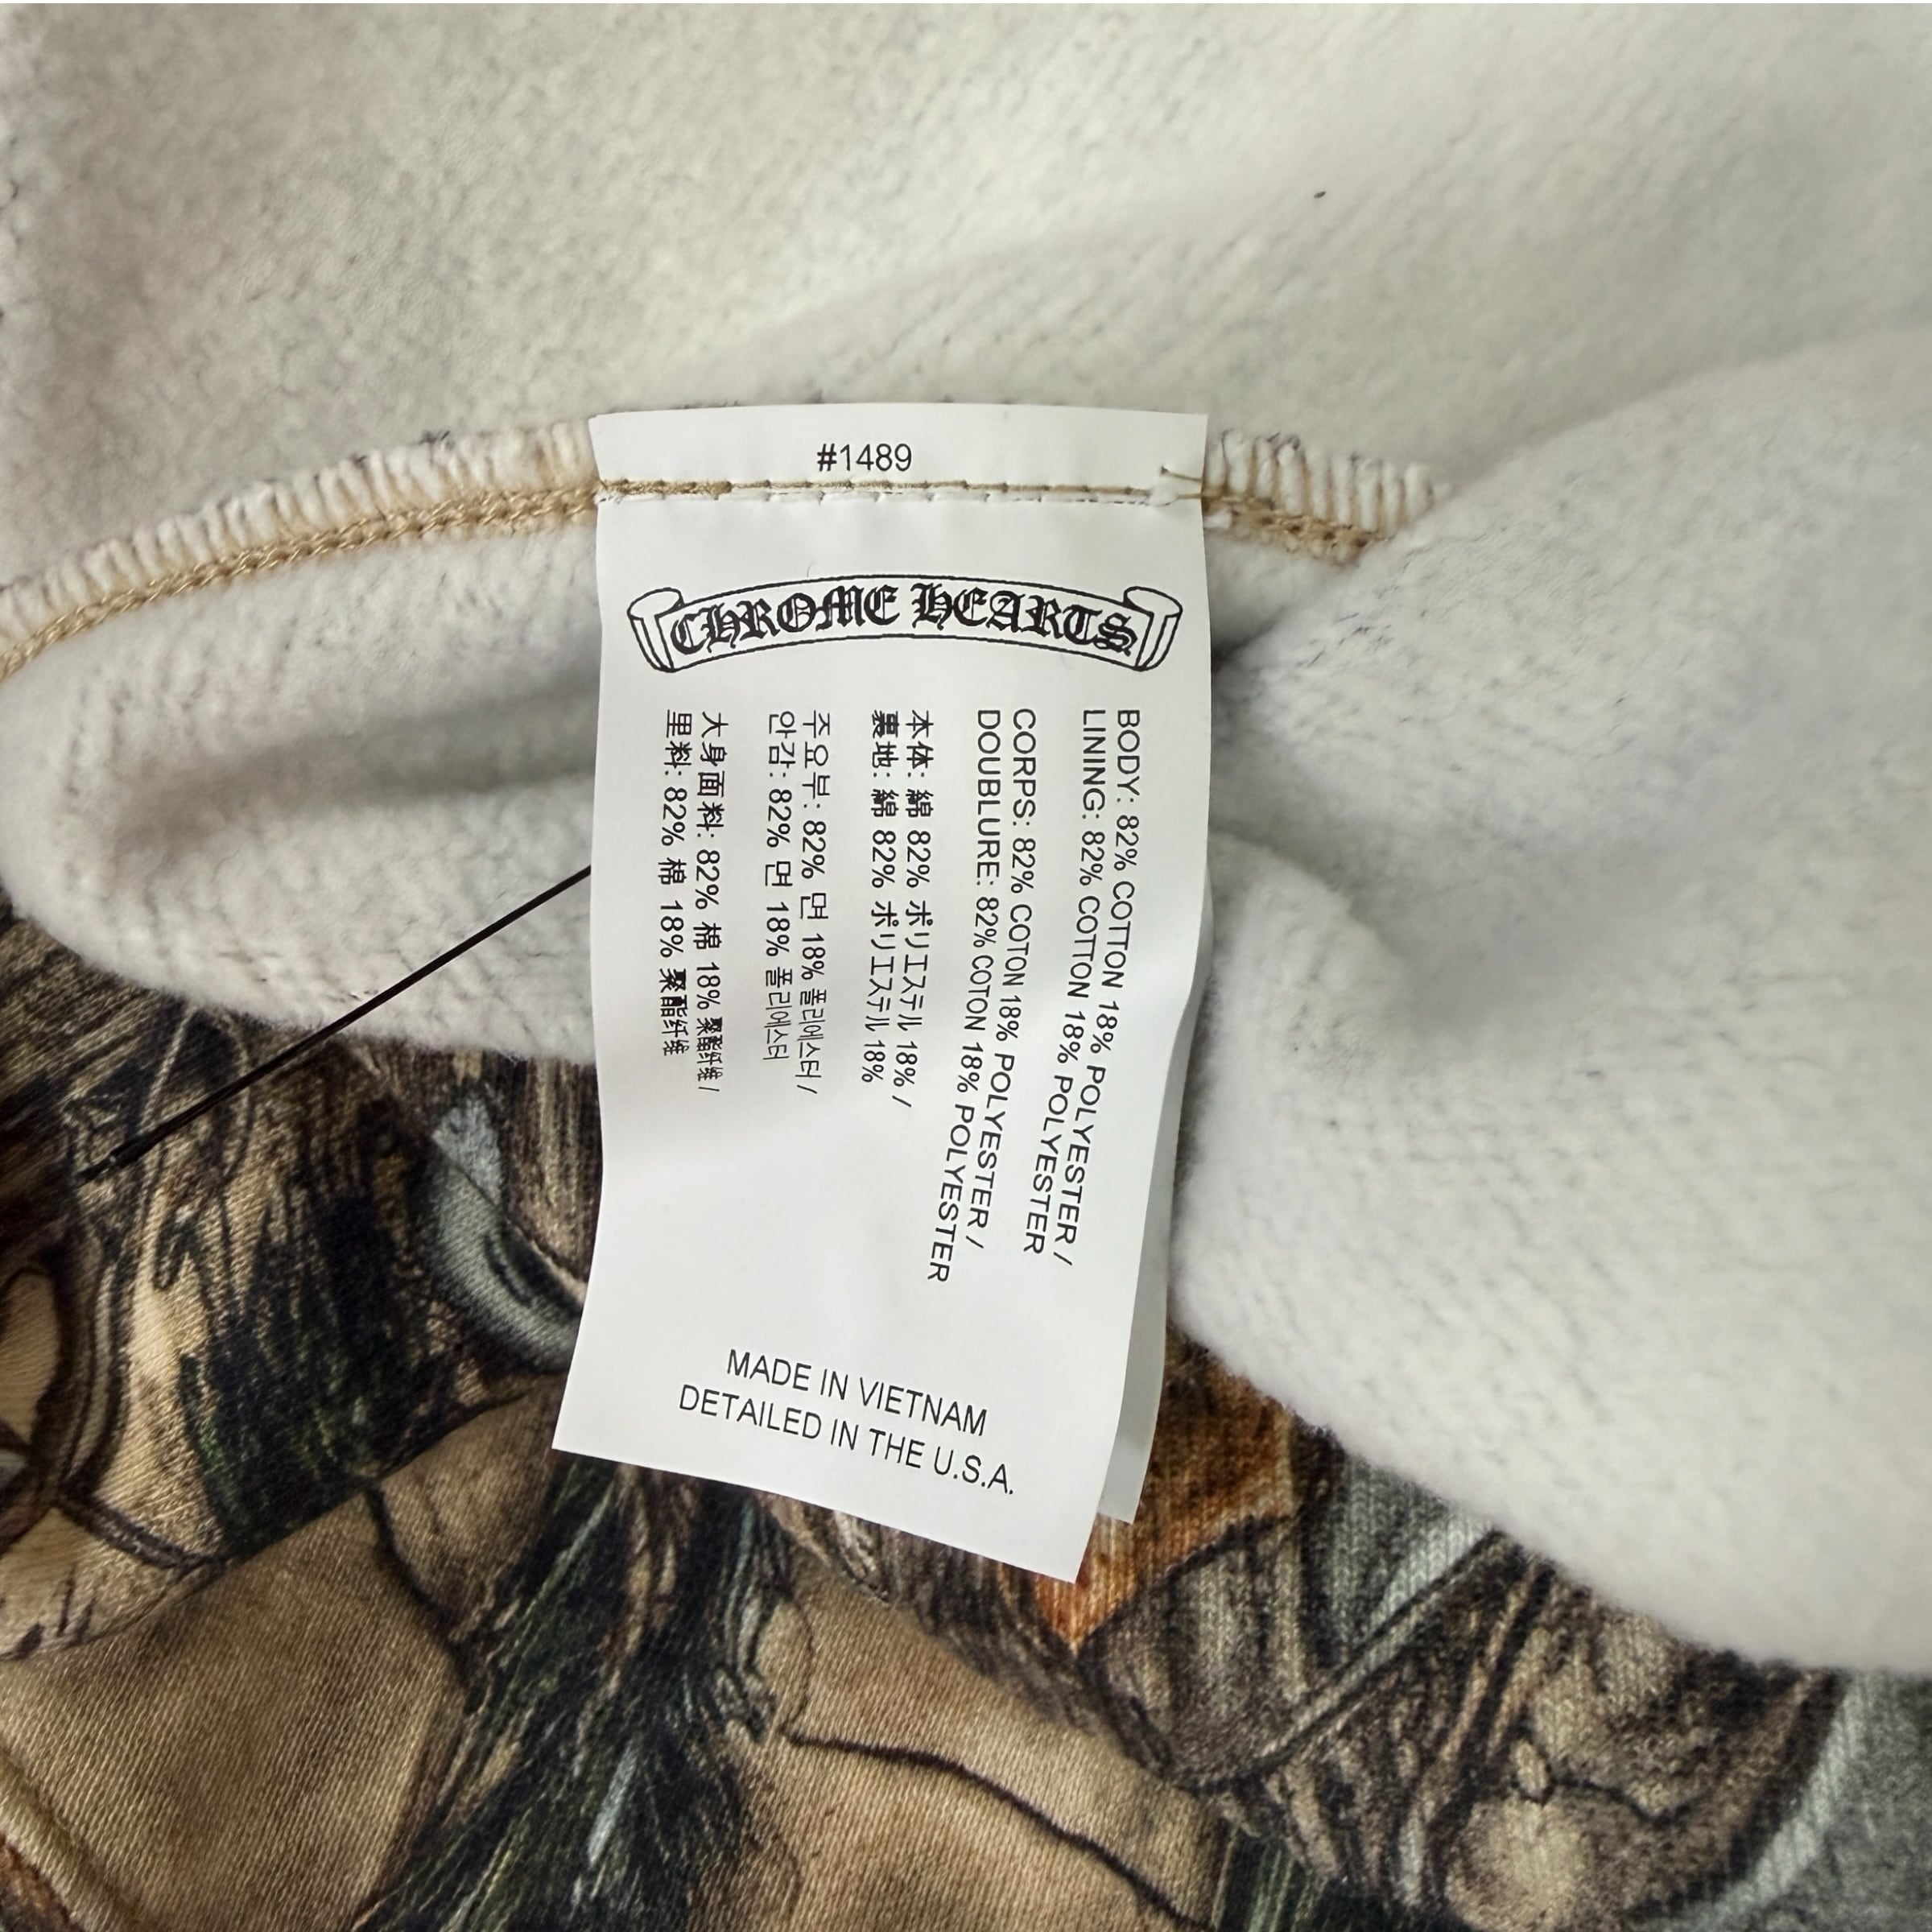 #1489
CHROME HEARTS
BODY: 82% COTTON 18% POLYESTER /
LINING: 82% COTTON 18% POLYESTER
CORPS: 82% COTON 18% POLYESTER /
DOUBLURE: 82% COTON 18% POLYESTER
本体: 綿 82% ポリエステル 18% /
裏地: 綿 82% ポリエステル 18%
주요부: 82% 면 18% 폴리에스터 /
안감: 82% 면 18% 폴리에스터
大身面料: 82% 棉 18% 聚酯纤维 /
里料: 82% 棉 18% 聚酯纤维
MADE IN VIETNAM
DETAILED IN THE U.S.A.